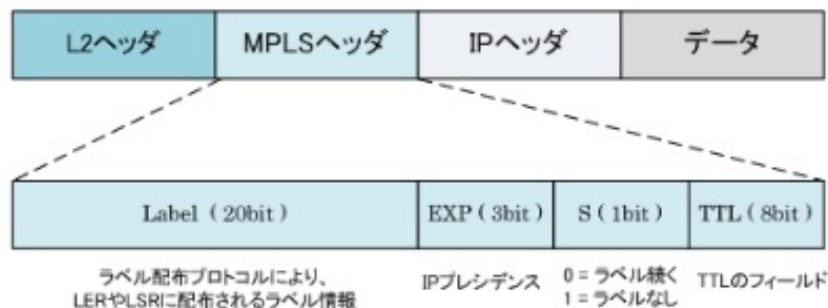 L2ヘッダ
MPLSヘッダ
IPヘッダ
データ
Label ( 20bit )
EXP ( 3bit )
S ( 1bit )
TTL ( 8bit )
ラベル配布プロトコルにより、
LERやLSRに配布されるラベル情報
IPプレシデンス
0 = ラベル続く
1 = ラベルなし
TTLのフィールド